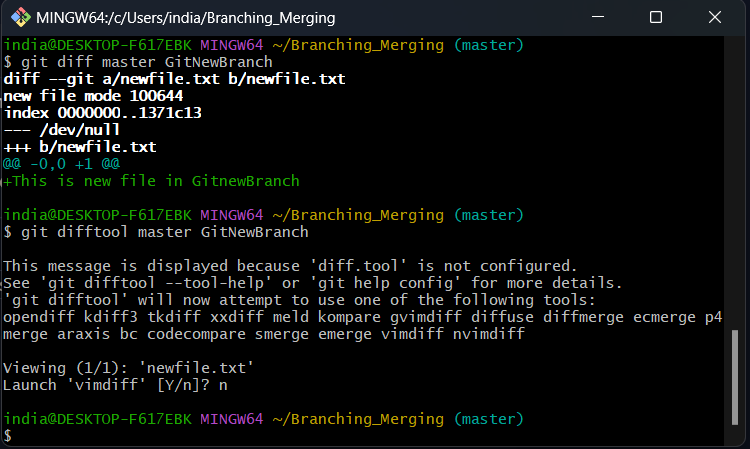 MINGW64:/c/Users/india/Branching_Merging
india@DESKTOP-F617EBK MINGW64 ~/Branching_Merging (master)
$ git diff master GitNewBranch
diff --git a/newfile.txt b/newfile.txt
new file mode 100644
index 0000000..1371c13
--- /dev/null
+++ b/newfile.txt
@@ -0,0 +1 @@
+This is new file in GitnewBranch
india@DESKTOP-F617EBK MINGW64 ~/Branching_Merging (master)
$ git difftool master GitNewBranch
This message is displayed because 'diff.tool' is not configured.
See 'git difftool --tool-help' or 'git help config' for more details.
'git difftool' will now attempt to use one of the following tools:
opendiff kdiff3 tkdiff xxdiff meld kompare gvimdiff diffuse diffmerge ecmerge p4
merge araxis bc codecompare smerge emerge vimdiff nvimdiff
Viewing (1/1): 'newfile.txt'
Launch 'vimdiff' [Y/n]? n
india@DESKTOP-F617EBK MINGW64 ~/Branching_Merging (master)
$